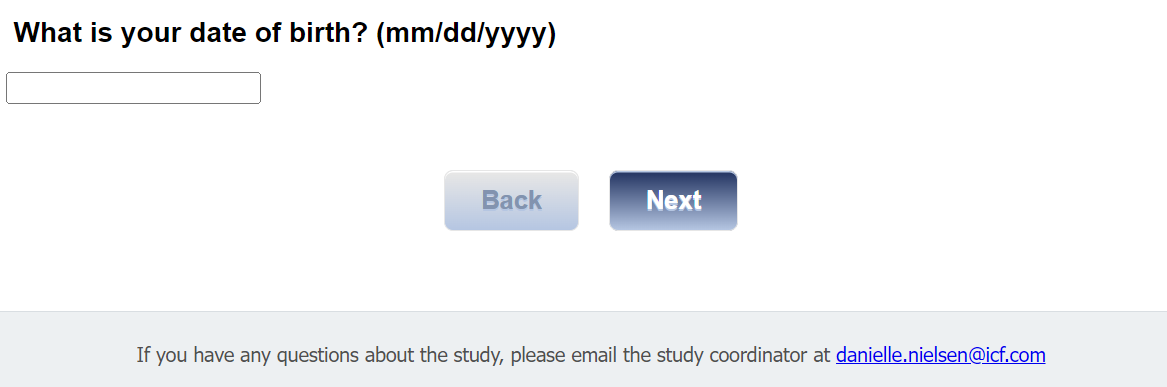 What is your date of birth? (mm/dd/yyyy)
Back
Next
If you have any questions about the study, please email the study coordinator at danielle.nielsen@icf.com